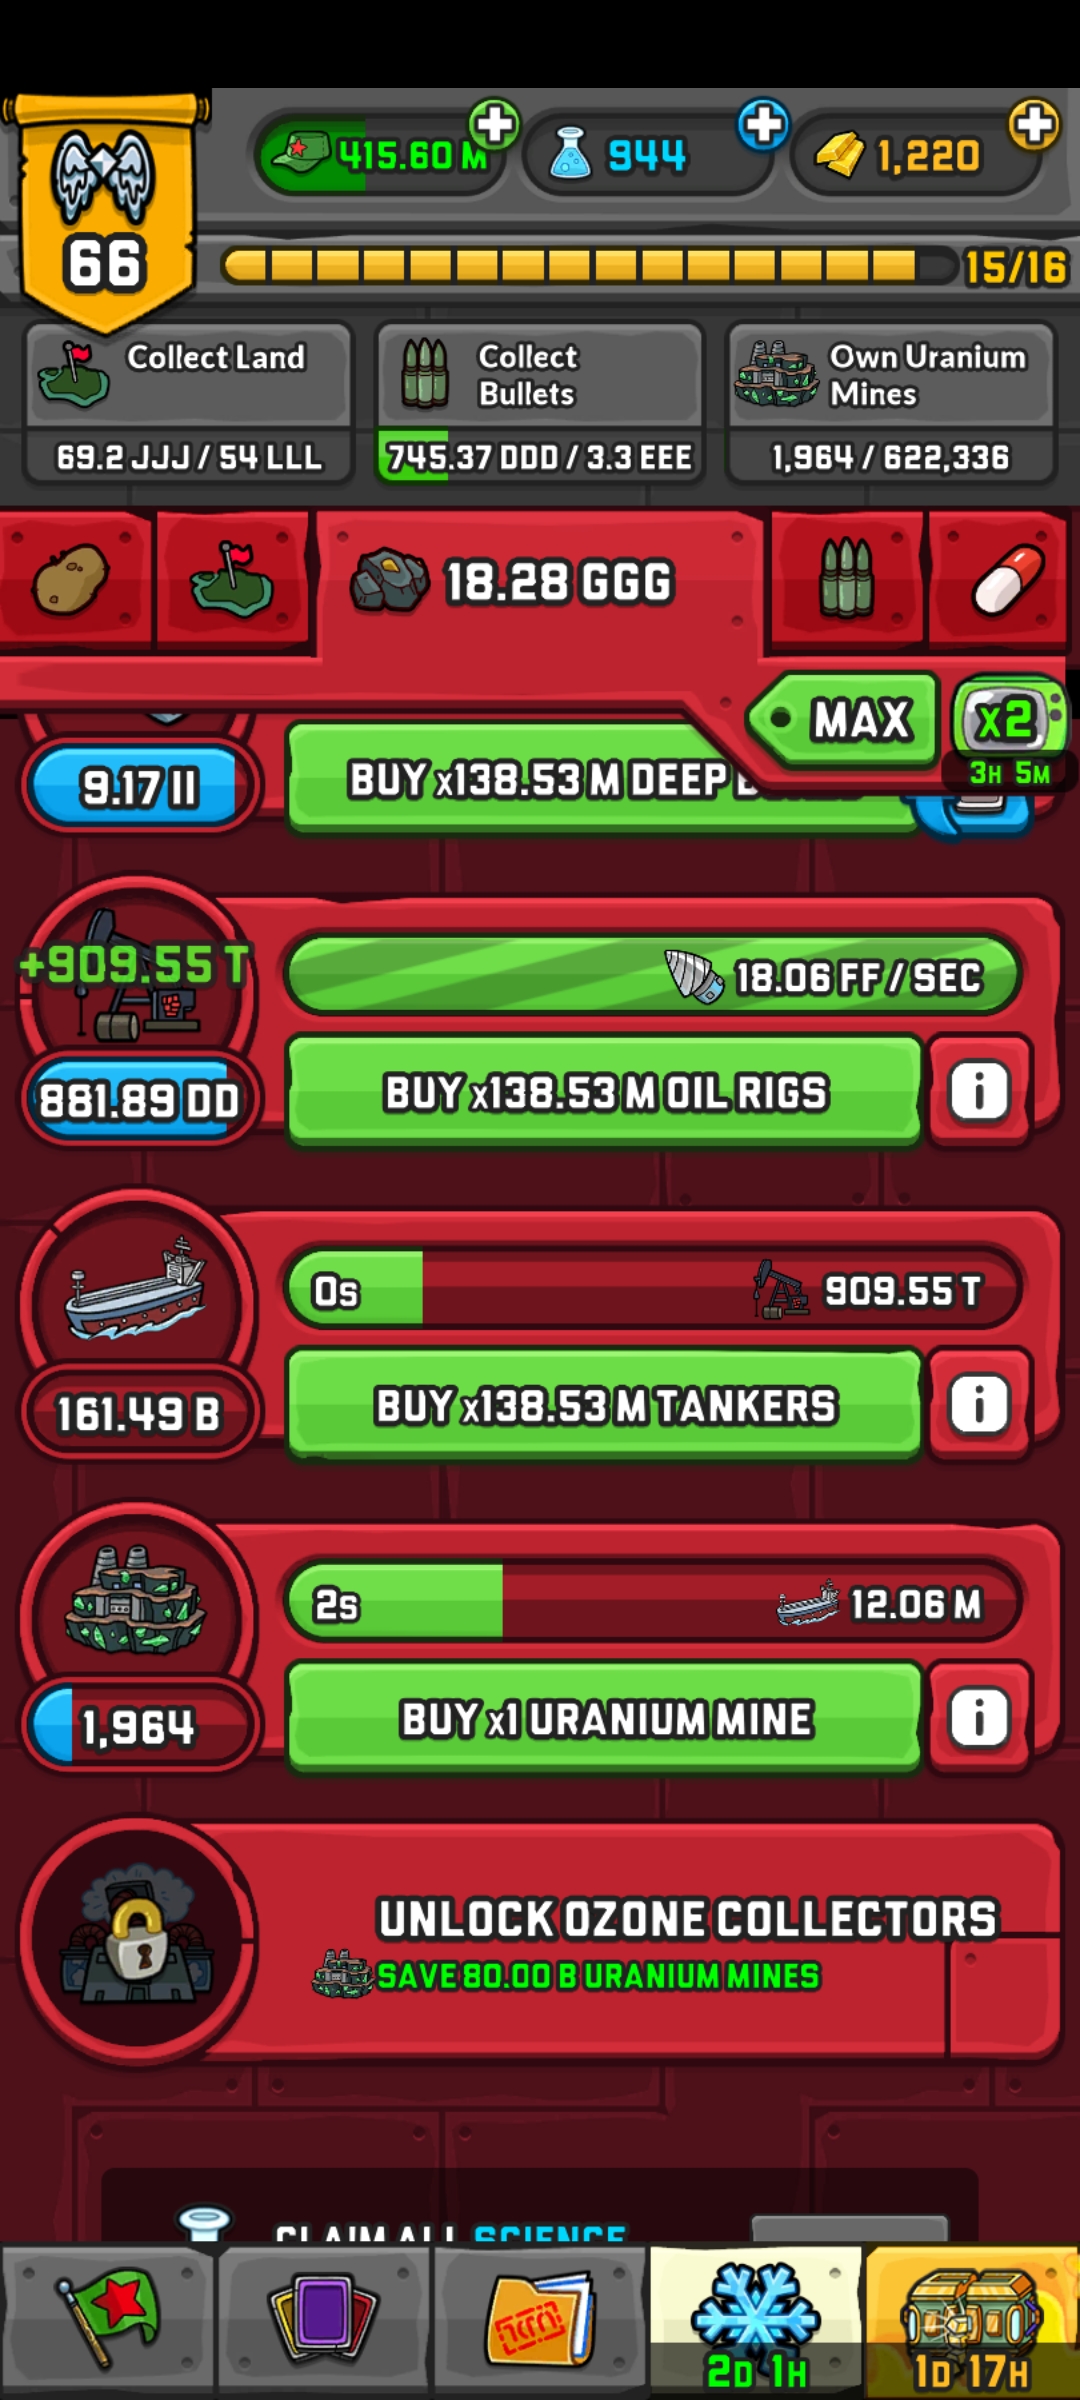 415.60 M
944
1,220
66
15/16
Collect Land
69.2 JJJ / 54 LLL
Collect
Bullets
745.37 DDD / 3.3 EEE
Own Uranium
Mines
1,964 / 622,336
18.28 GGG
MAX
x2
3H 5M
9.17 II
BUY x138.53 M DEEP
+909.55 T
18.06 FF / SEC
881.89 DD
BUY x138.53 M OIL RIGS
i
0s
909.55 T
161.49 B
BUY x138.53 M TANKERS
i
2s
12.06 M
1,964
BUY x1 URANIUM MINE
i
UNLOCK OZONE COLLECTORS
SAVE 80.00 B URANIUM MINES
CLAIM ALL SCIENCE
2D 1H
1D 17H